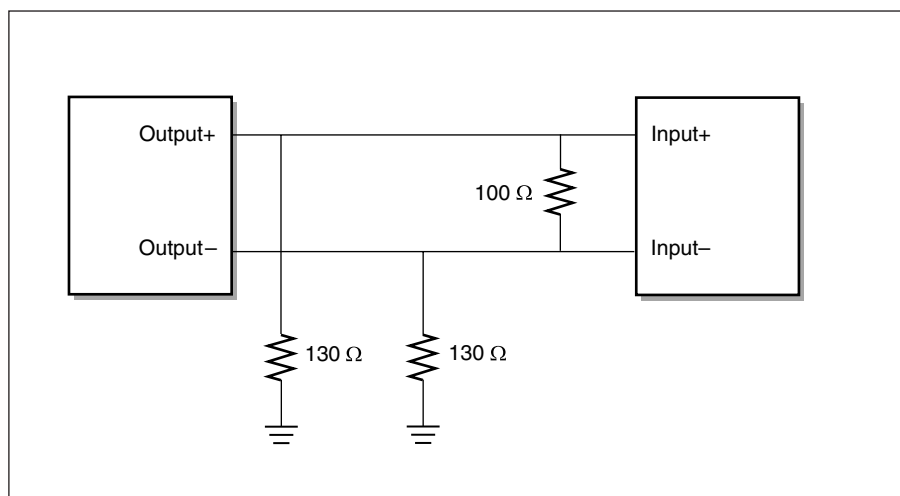 Output+
Input+
100 Ω
Output–
Input–
130 Ω
130 Ω